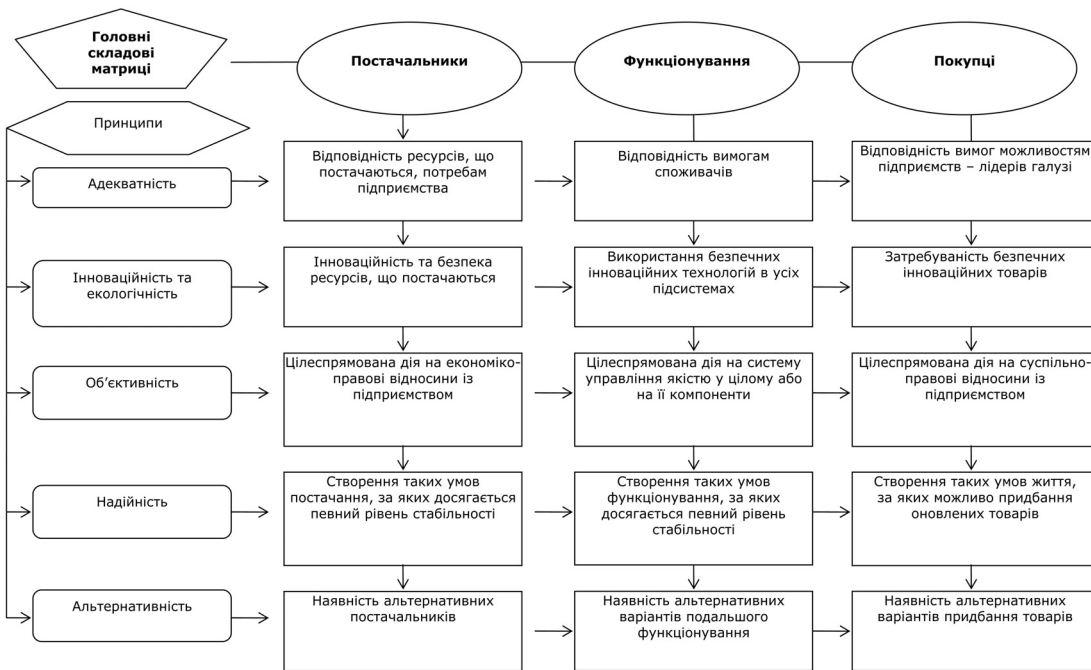 Головні
складові
матриці
Постачальники
Функціонування
Покупці
Принципи
Адекватність
Відповідність ресурсів, що
постачаються, потребам
підприємства
Відповідність вимогам
споживачів
Відповідність вимог можливостям
підприємств – лідерів галузі
Інноваційність та
екологічність
Інноваційність та безпека
ресурсів, що постачаються
Використання безпечних
інноваційних технологій в усіх
підсистемах
Затребуваність безпечних
інноваційних товарів
Об’єктивність
Цілеспрямована дія на економіко-
правові відносини із
підприємством
Цілеспрямована дія на систему
управління якістю у цілому або
на її компоненти
Цілеспрямована дія на суспільно-
правові відносини із
підприємством
Надійність
Створення таких умов
постачання, за яких досягається
певний рівень стабільності
Створення таких умов
функціонування, за яких
досягається певний рівень
стабільності
Створення таких умов життя,
за яких можливо придбання
оновлених товарів
Альтернативність
Наявність альтернативних
постачальників
Наявність альтернативних
варіантів подальшого
функціонування
Наявність альтернативних
варіантів придбання товарів